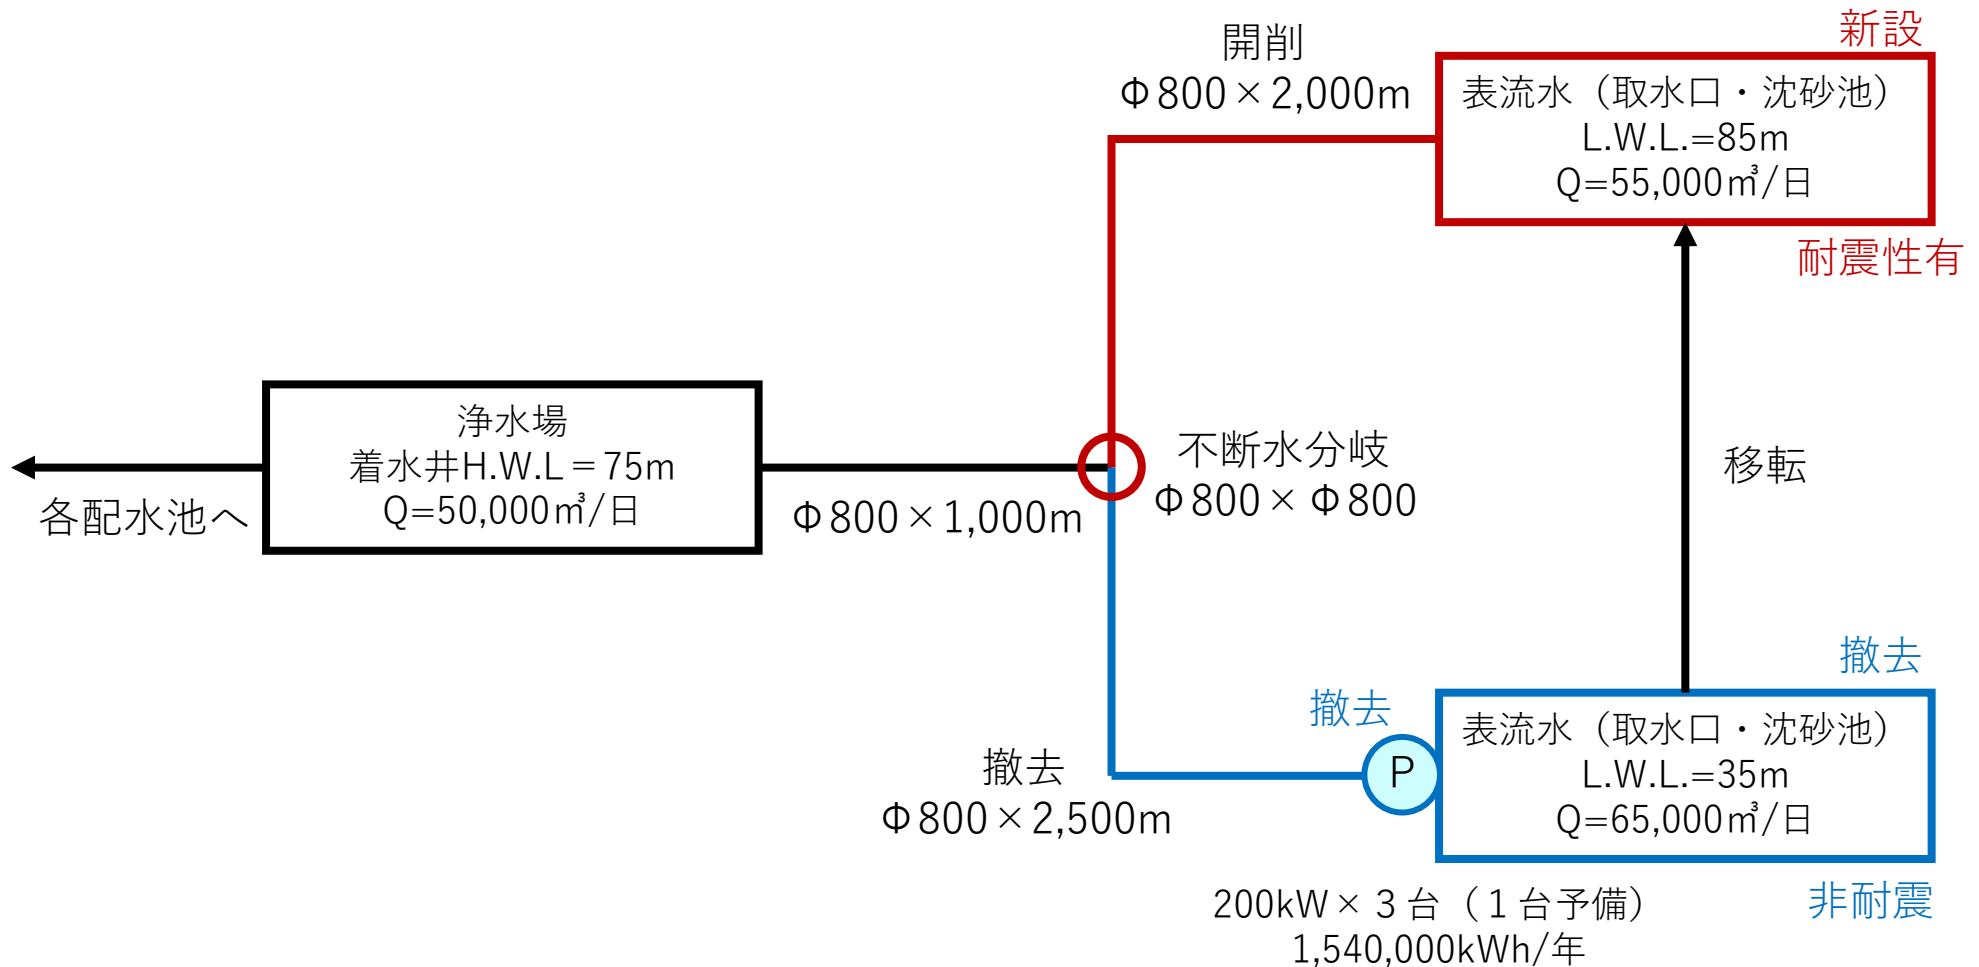 新設
開削
Φ800×2,000m
表流水（取水口・沈砂池）
L.W.L.=85m
Q=55,000㎥/日
耐震性有
浄水場
着水井H.W.L＝75m
Q=50,000㎥/日
各配水池へ
Φ800×1,000m
不断水分岐
Φ800×Φ800
移転
撤去
撤去
表流水（取水口・沈砂池）
L.W.L.=35m
Q=65,000㎥/日
P
撤去
Φ800×2,500m
非耐震
200kW×３台（１台予備）
1,540,000kWh/年